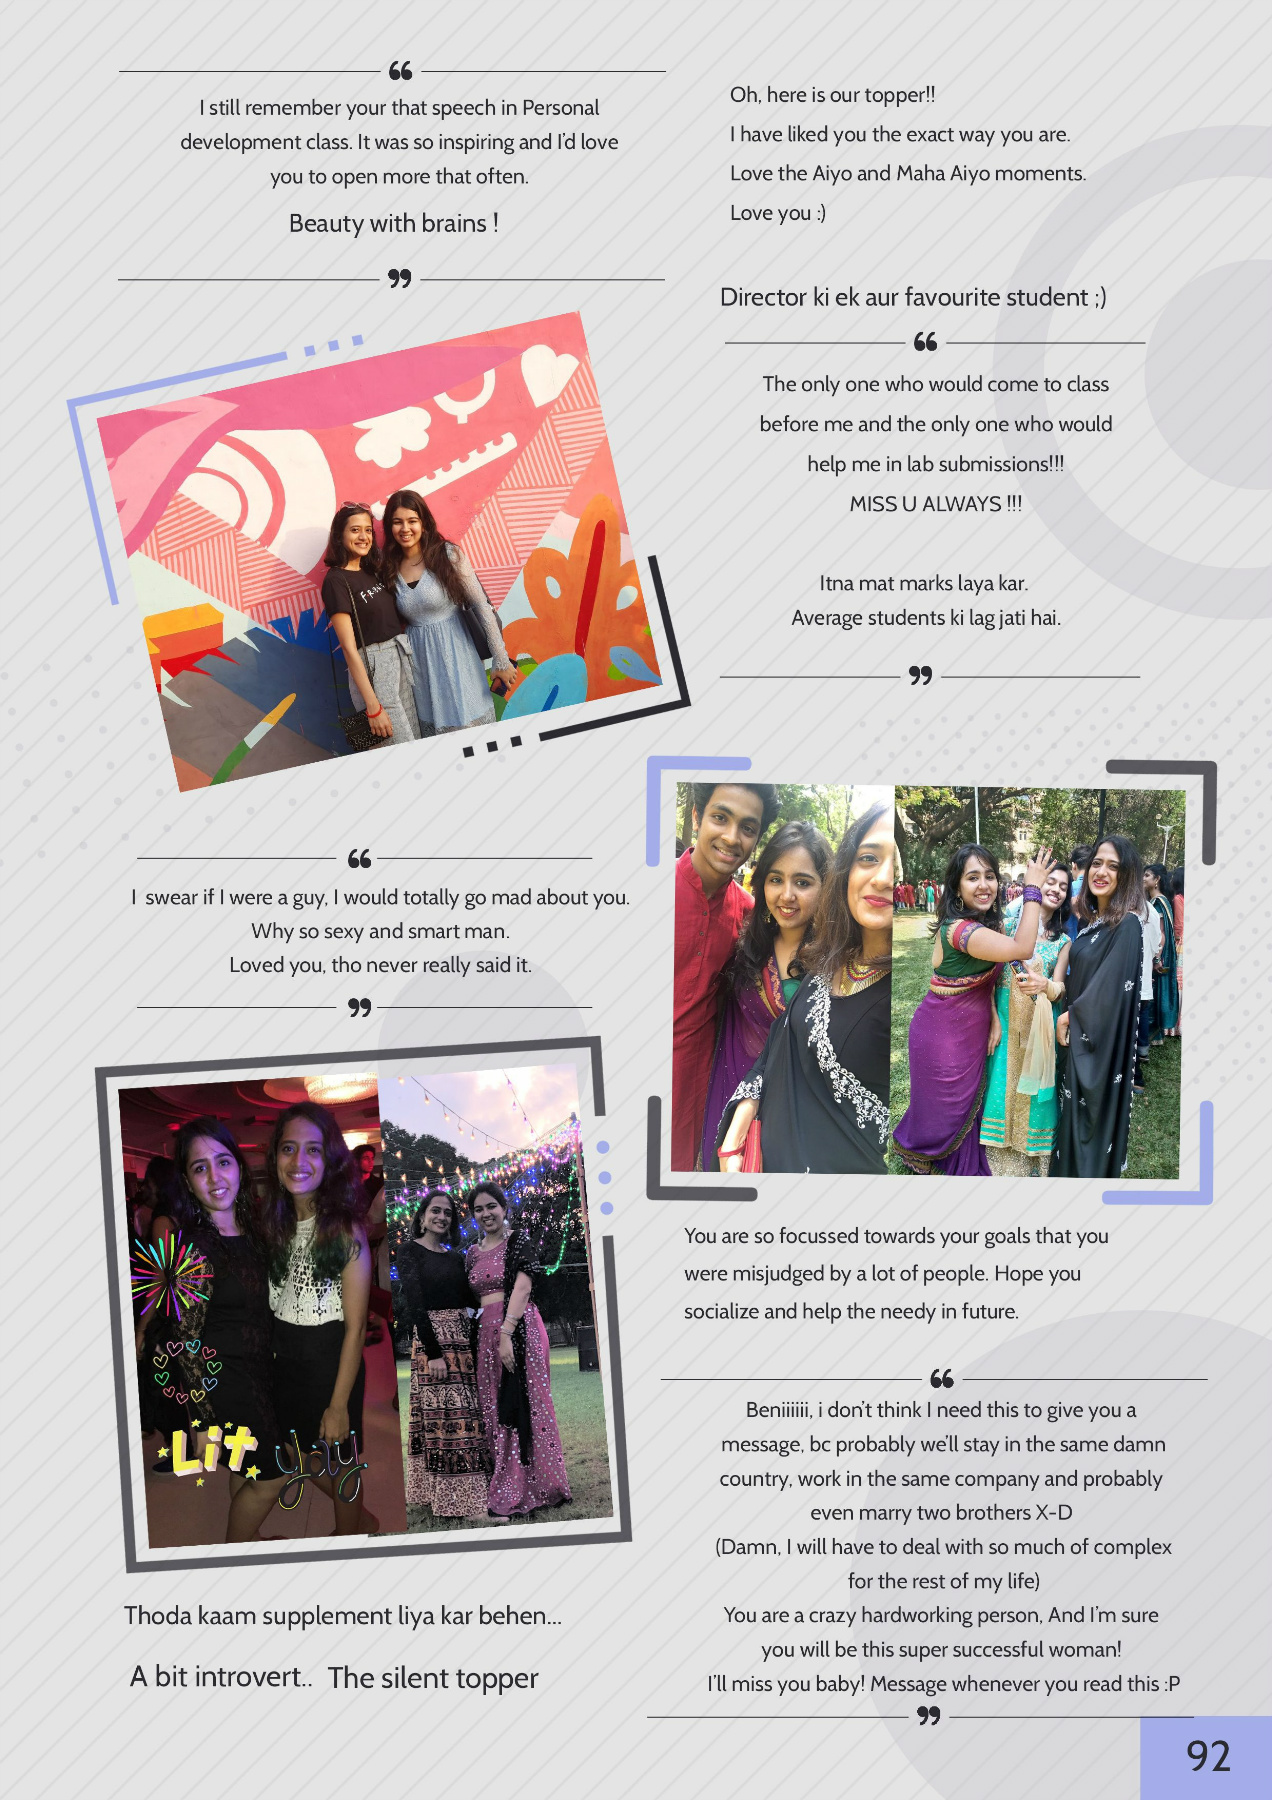 “
I still remember your that speech in Personal
development class. It was so inspiring and I'd love
you to open more that often.
Beauty with brains !
”
Oh, here is our topper!!
I have liked you the exact way you are.
Love the Aiyo and Maha Aiyo moments.
Love you :)
Director ki ek aur favourite student ;)
“
The only one who would come to class
before me and the only one who would
help me in lab submissions!!!
MISS U ALWAYS !!!
Itna mat marks laya kar.
Average students ki lag jati hai.
”
“
I swear if I were a guy, I would totally go mad about you.
Why so sexy and smart man.
Loved you, tho never really said it.
”
Lit yay
Thoda kaam supplement liya kar behen...
A bit introvert.. The silent topper
You are so focussed towards your goals that you
were misjudged by a lot of people. Hope you
socialize and help the needy in future.
“
Beniiiiii, i don't think I need this to give you a
message, bc probably we'll stay in the same damn
country, work in the same company and probably
even marry two brothers X-D
(Damn, I will have to deal with so much of complex
for the rest of my life)
You are a crazy hardworking person, And I'm sure
you will be this super successful woman!
I'll miss you baby! Message whenever you read this :P
”
92